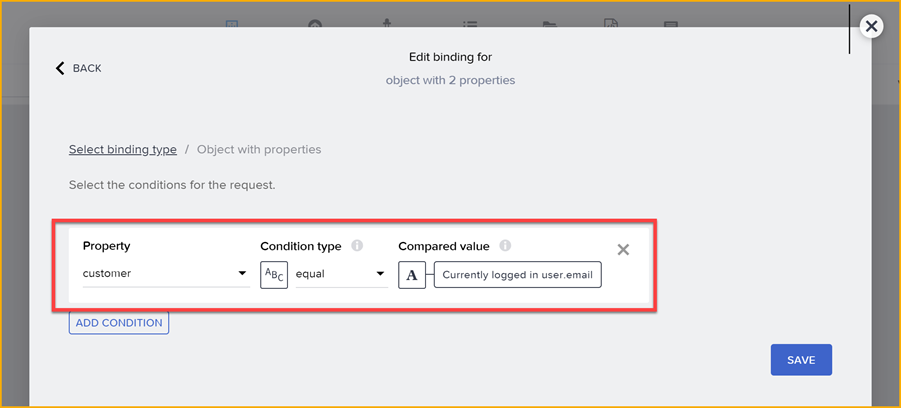 Edit binding for
BACK
object with 2 properties
Select binding type / Object with properties
Select the conditions for the request.
Property Condition type i Compared value i
customer ABC equal A Currently logged in user.email
ADD CONDITION
SAVE